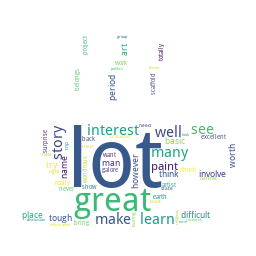 group
project
art
totally
work
belongs
period
scaffold
lot
great
story
interest
well
see
many
basic
excellent
surprise
back
need
try
name
want
man
galore
however
paint
think
involve
worth
really
never
show
artist
earth
place
tough
bring
make
learn
difficult